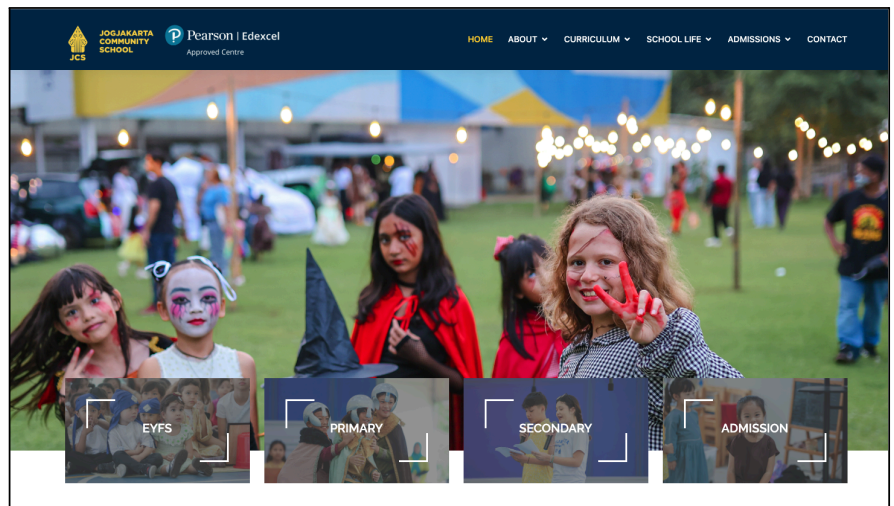 JOGJAKARTA
COMMUNITY
SCHOOL
JCS
Pearson | Edexcel
Approved Centre
HOME ABOUT CURRICULUM SCHOOL LIFE ADMISSIONS CONTACT
EYFS PRIMARY SECONDARY ADMISSION